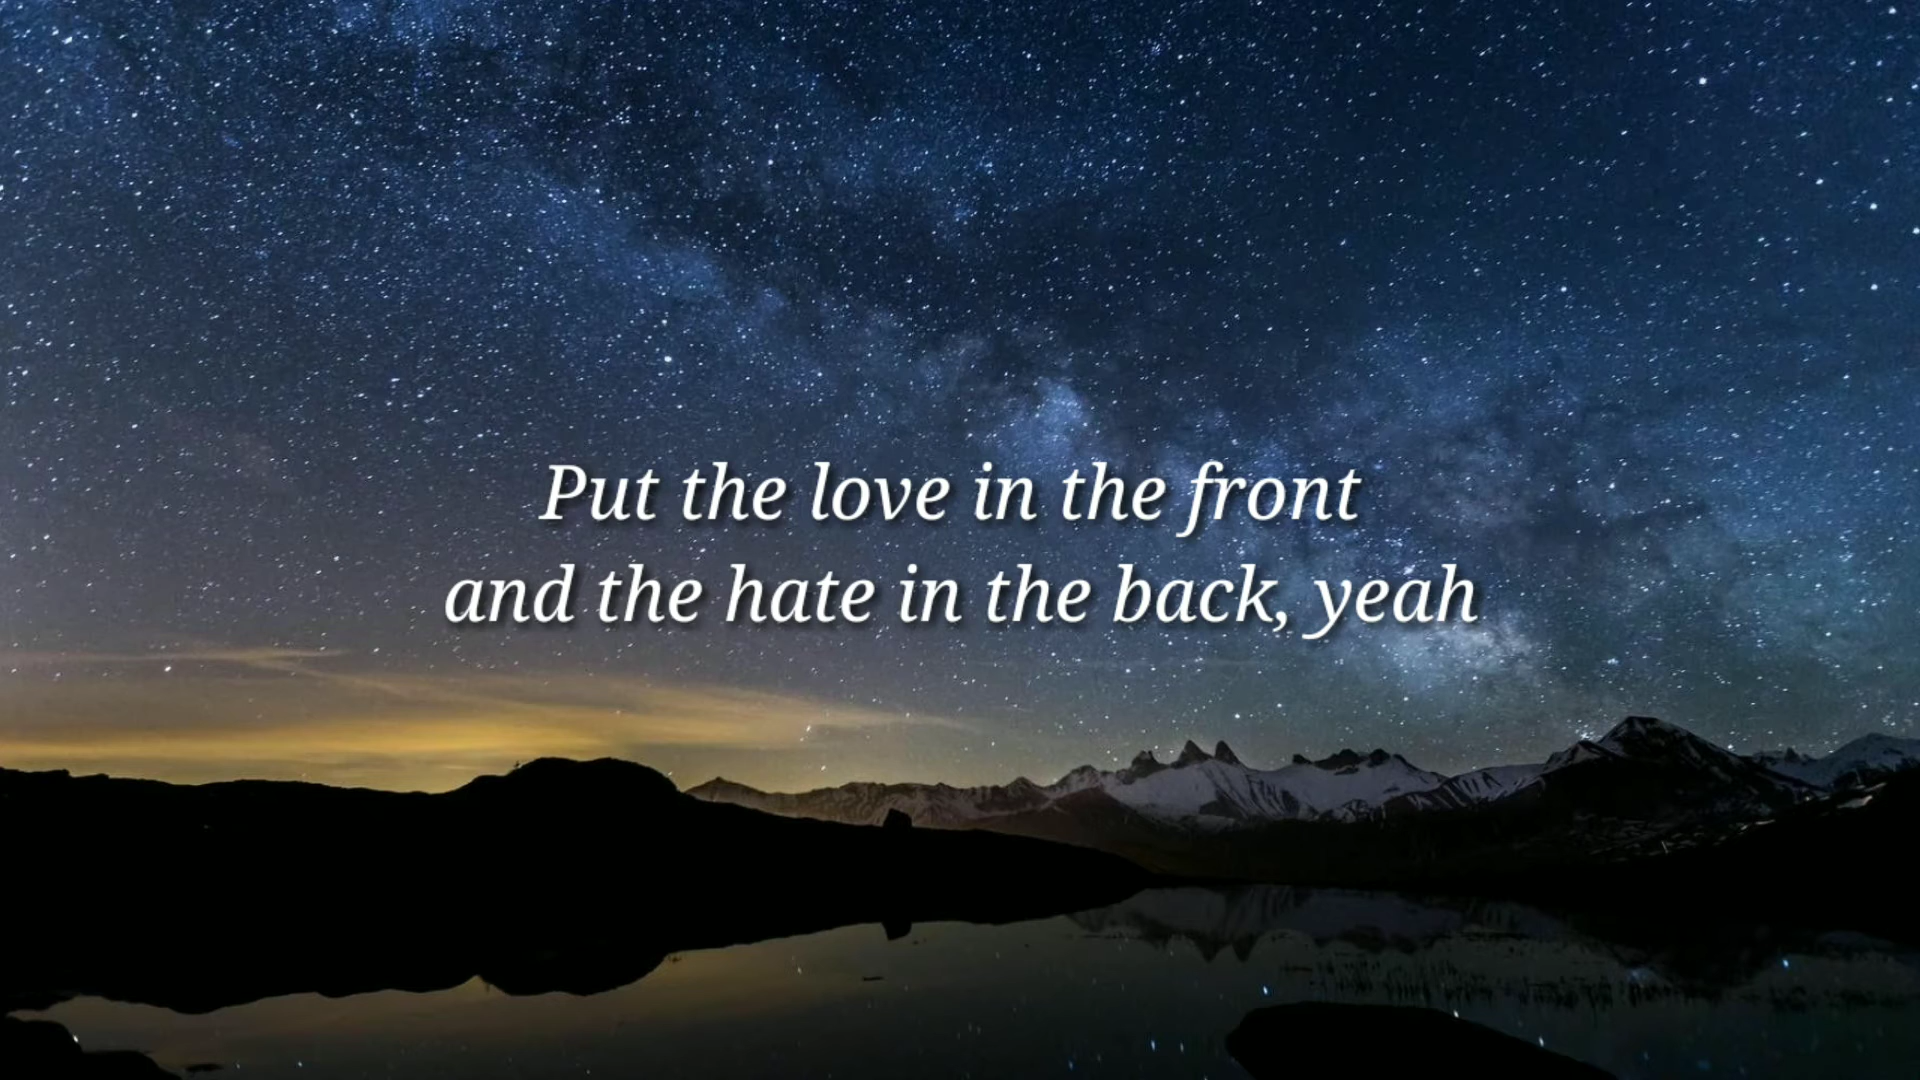 Put the love in the front
and the hate in the back, yeah